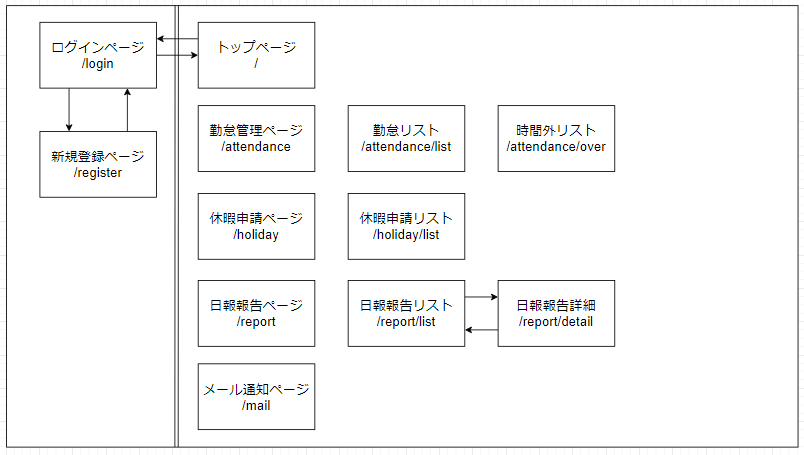 ログインページ
/login
トップページ
/
新規登録ページ
/register
勤怠管理ページ
/attendance
勤怠リスト
/attendance/list
時間外リスト
/attendance/over
休暇申請ページ
/holiday
休暇申請リスト
/holiday/list
日報報告ページ
/report
日報報告リスト
/report/list
日報報告詳細
/report/detail
メール通知ページ
/mail